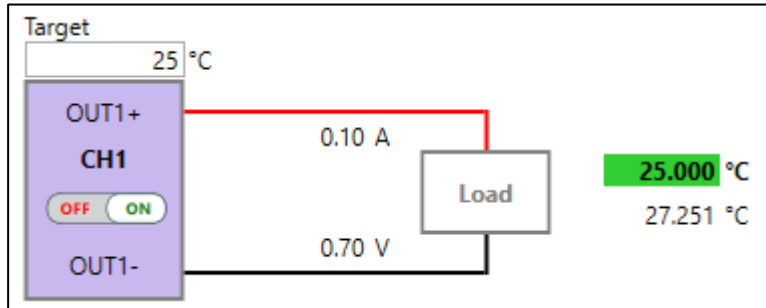 Target
25 °C
OUT1+
0.10 A
CH1
Load
25.000 °C
OFF ON
27.251 °C
0.70 V
OUT1-